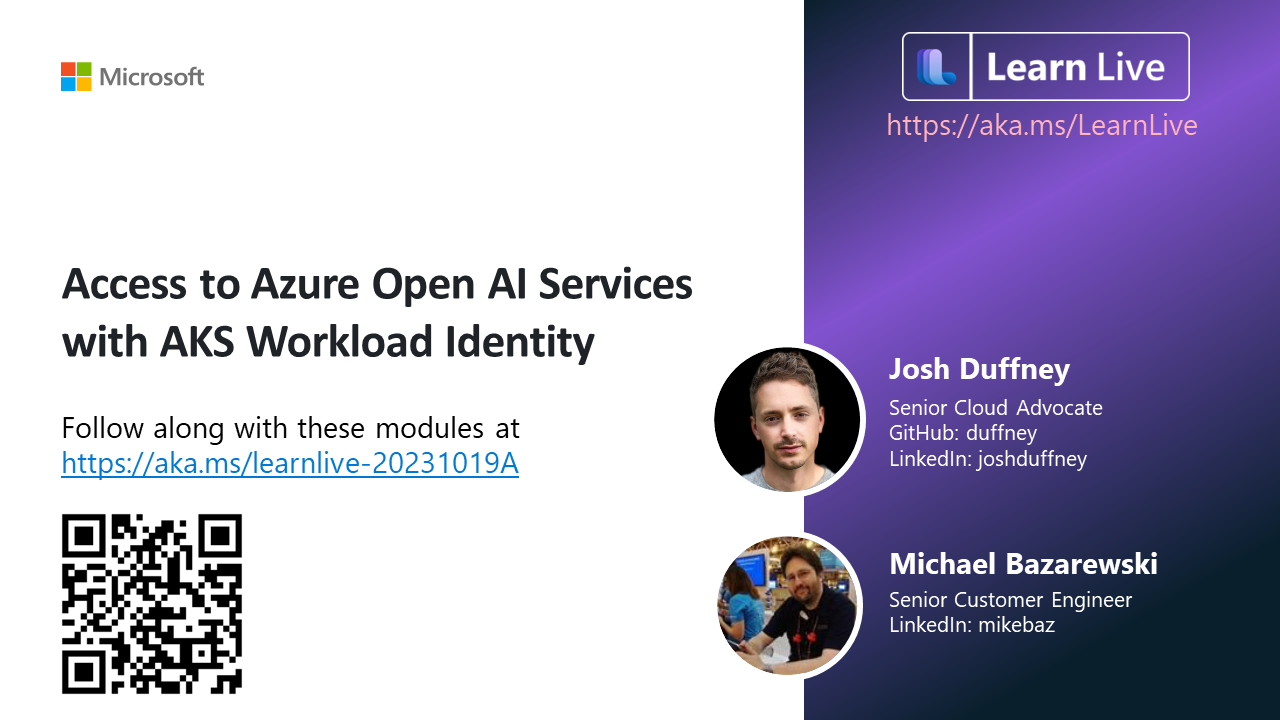 Microsoft
Learn Live
https://aka.ms/LearnLive
Access to Azure Open AI Services
with AKS Workload Identity
Follow along with these modules at
https://aka.ms/learnlive-20231019A
Josh Duffney
Senior Cloud Advocate
GitHub: duffney
LinkedIn: joshduffney
Michael Bazarewski
Senior Customer Engineer
LinkedIn: mikebaz